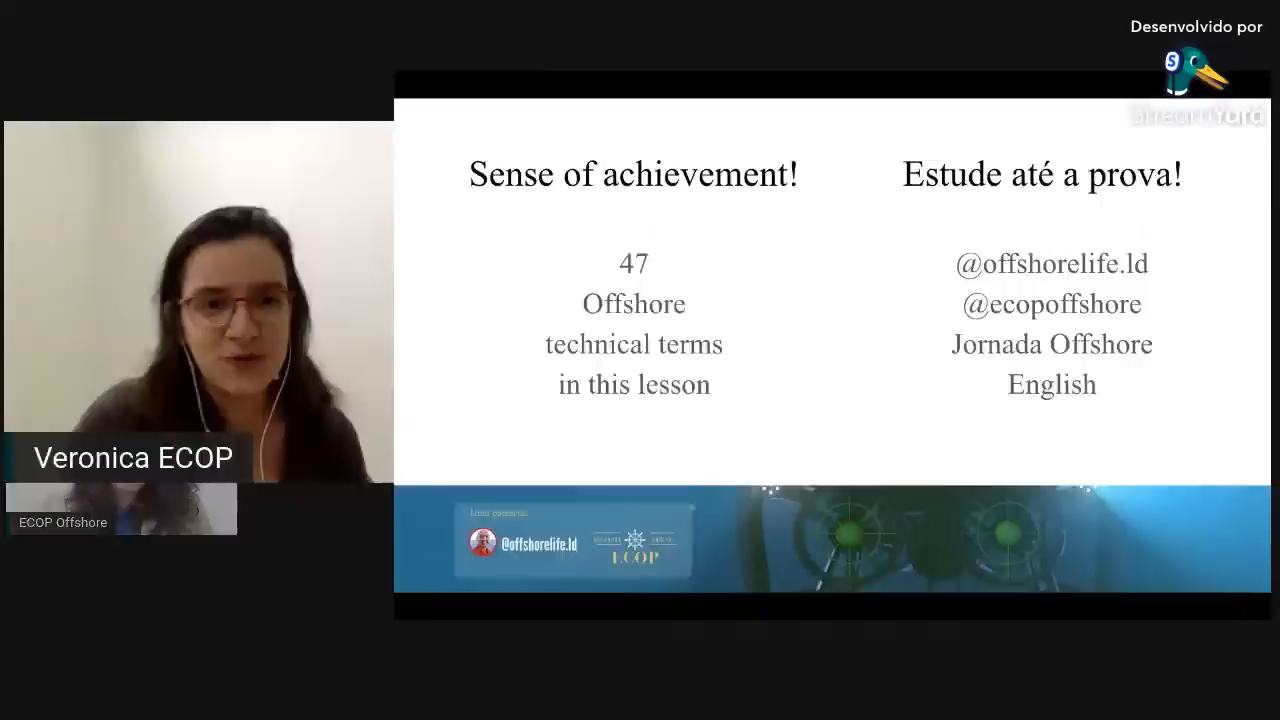 Desenvolvido por
StreamYard
Sense of achievement!
47
Offshore
technical terms
in this lesson
Estude até a prova!
@offshorelife.ld
@ecopoffshore
Jornada Offshore
English
Veronica ECOP
ECOP Offshore
@offshorelife.ld
ECOP